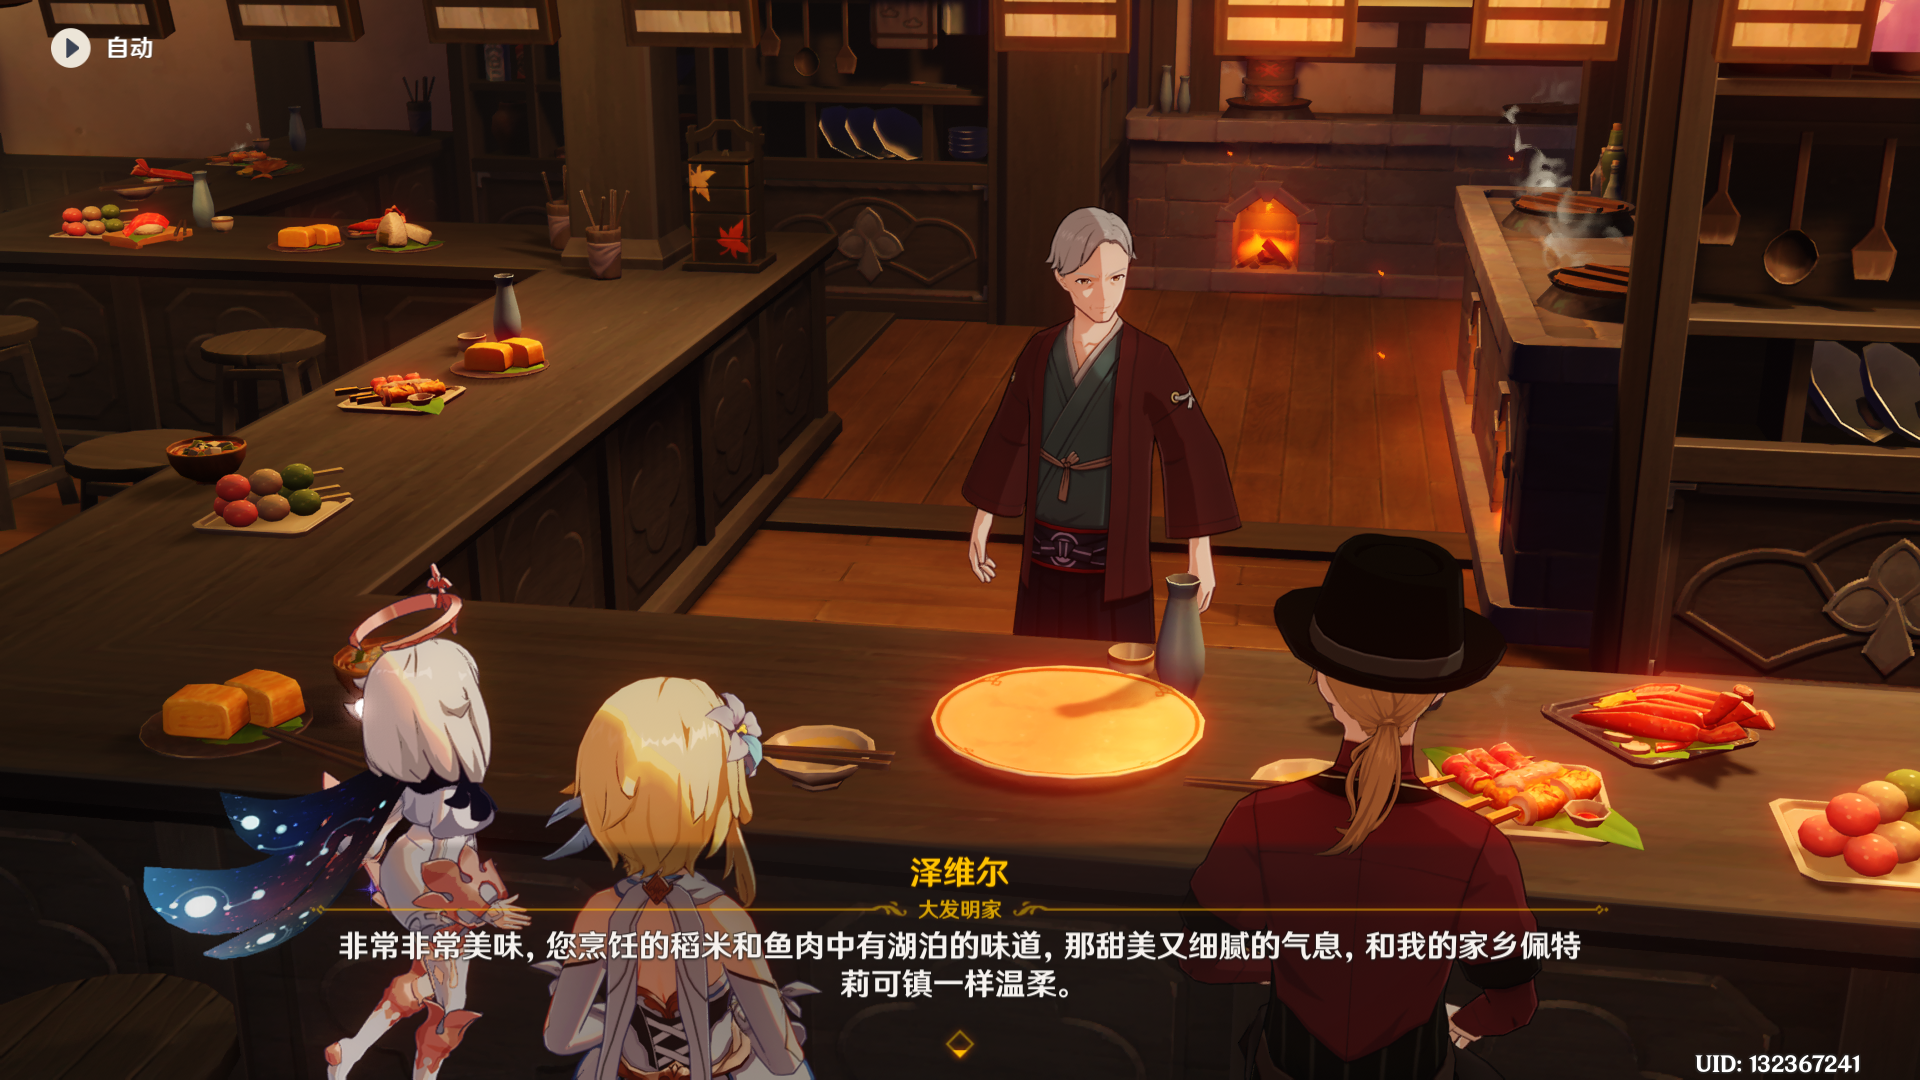 自动
泽维尔
大发明家
非常非常美味，您烹饪的稻米和鱼肉中有湖泊的味道，那甜美又细腻的气息，和我的家乡佩特
莉可镇一样温柔。
UID: 132367241